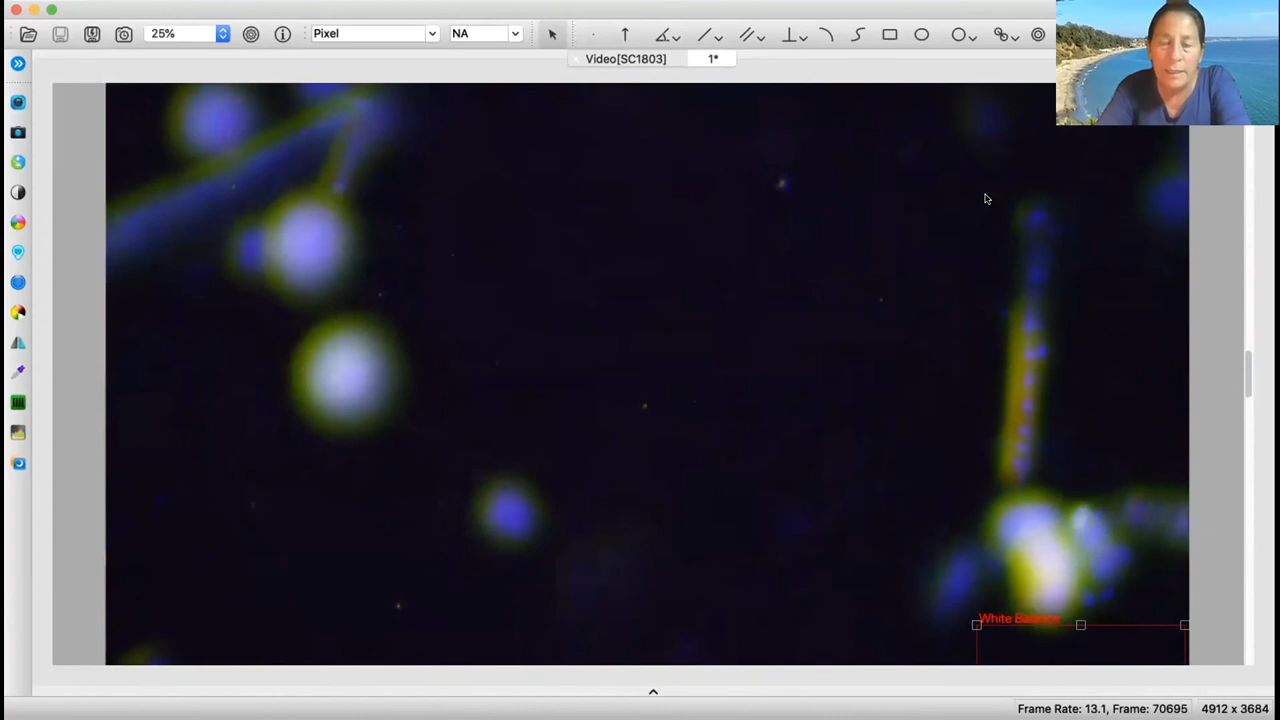 25%
Pixel
NA
Video[SC1803]
1*
White Balance
Frame Rate: 13.1, Frame: 70695
4912 x 3684